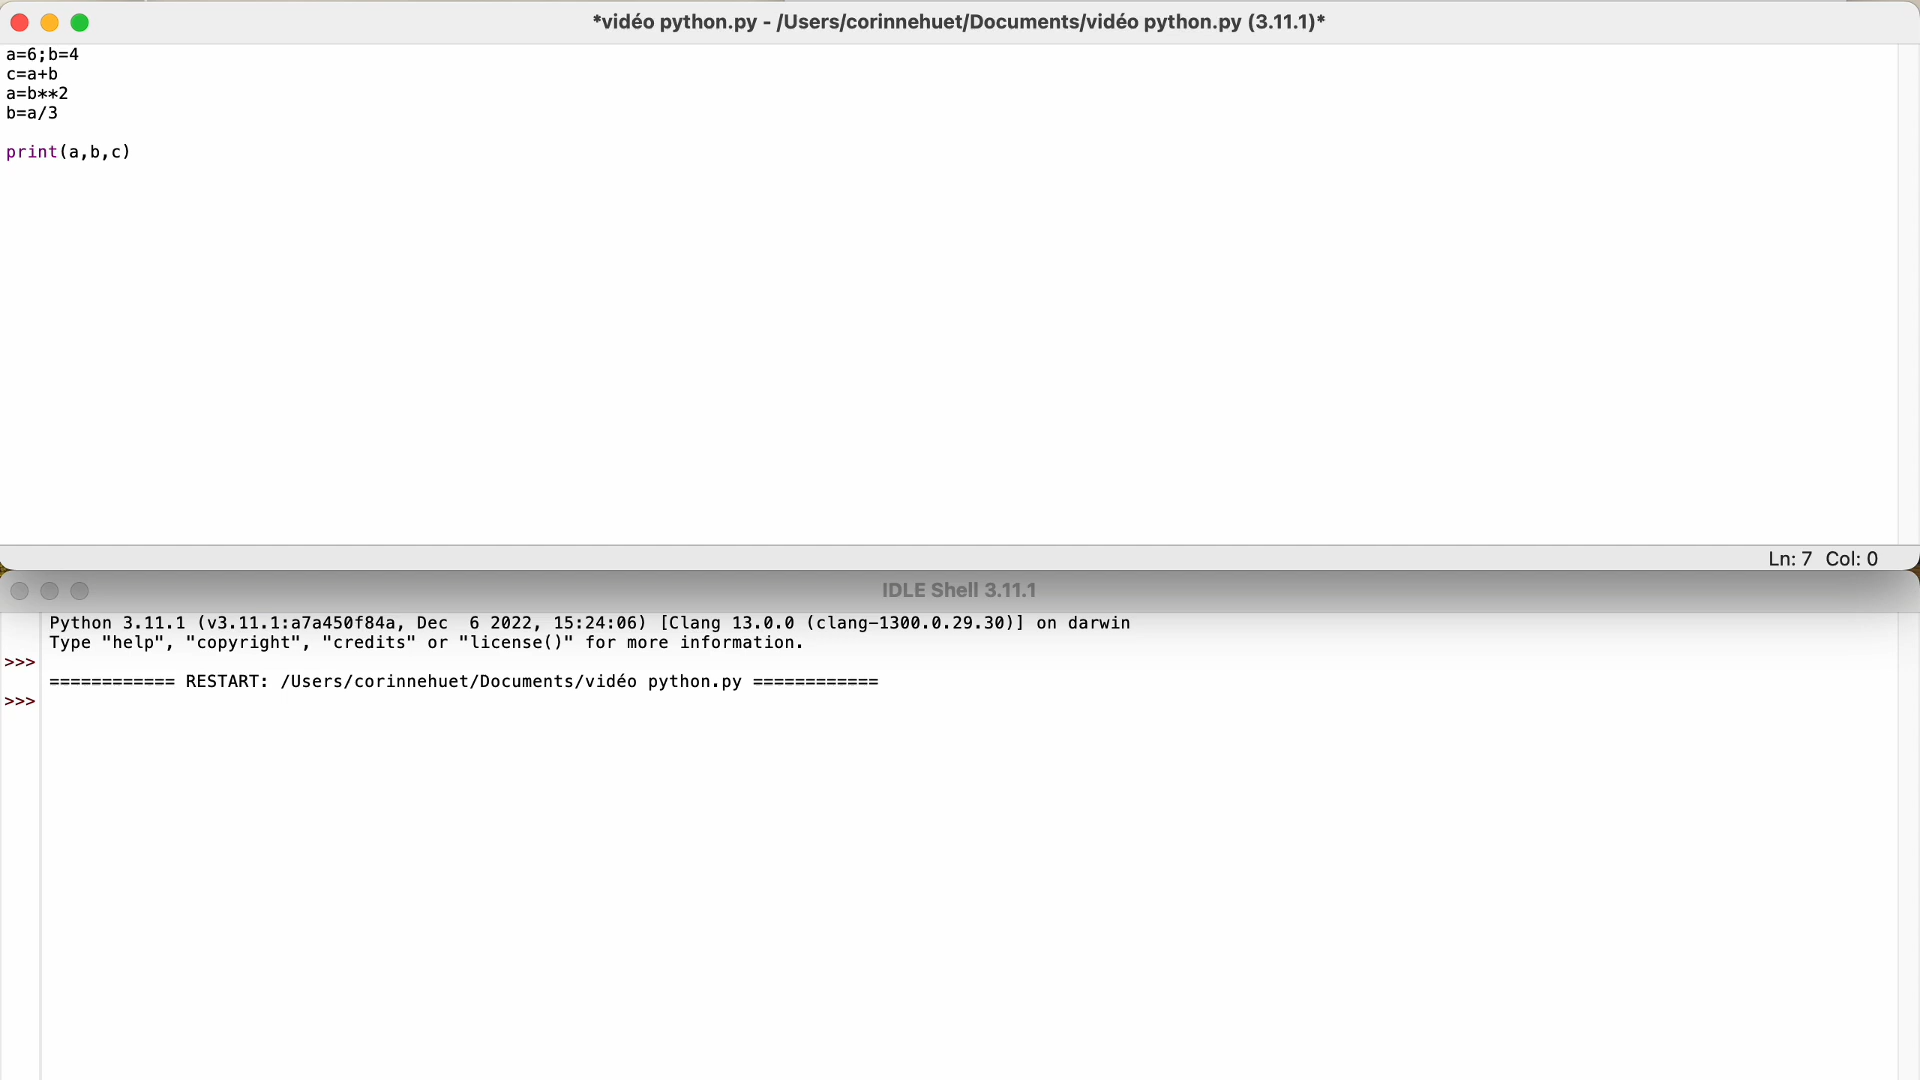 *vidéo python.py - /Users/corinnehuet/Documents/vidéo python.py (3.11.1)*
a=6;b=4
c=a+b
a=b**2
b=a/3
print(a,b,c)
Ln: 7 Col: 0
IDLE Shell 3.11.1
Python 3.11.1 (v3.11.1:a7a450f84a, Dec  6 2022, 15:24:06) [Clang 13.0.0 (clang-1300.0.29.30)] on darwin
Type "help", "copyright", "credits" or "license()" for more information.
>>>
============ RESTART: /Users/corinnehuet/Documents/vidéo python.py ============
>>>